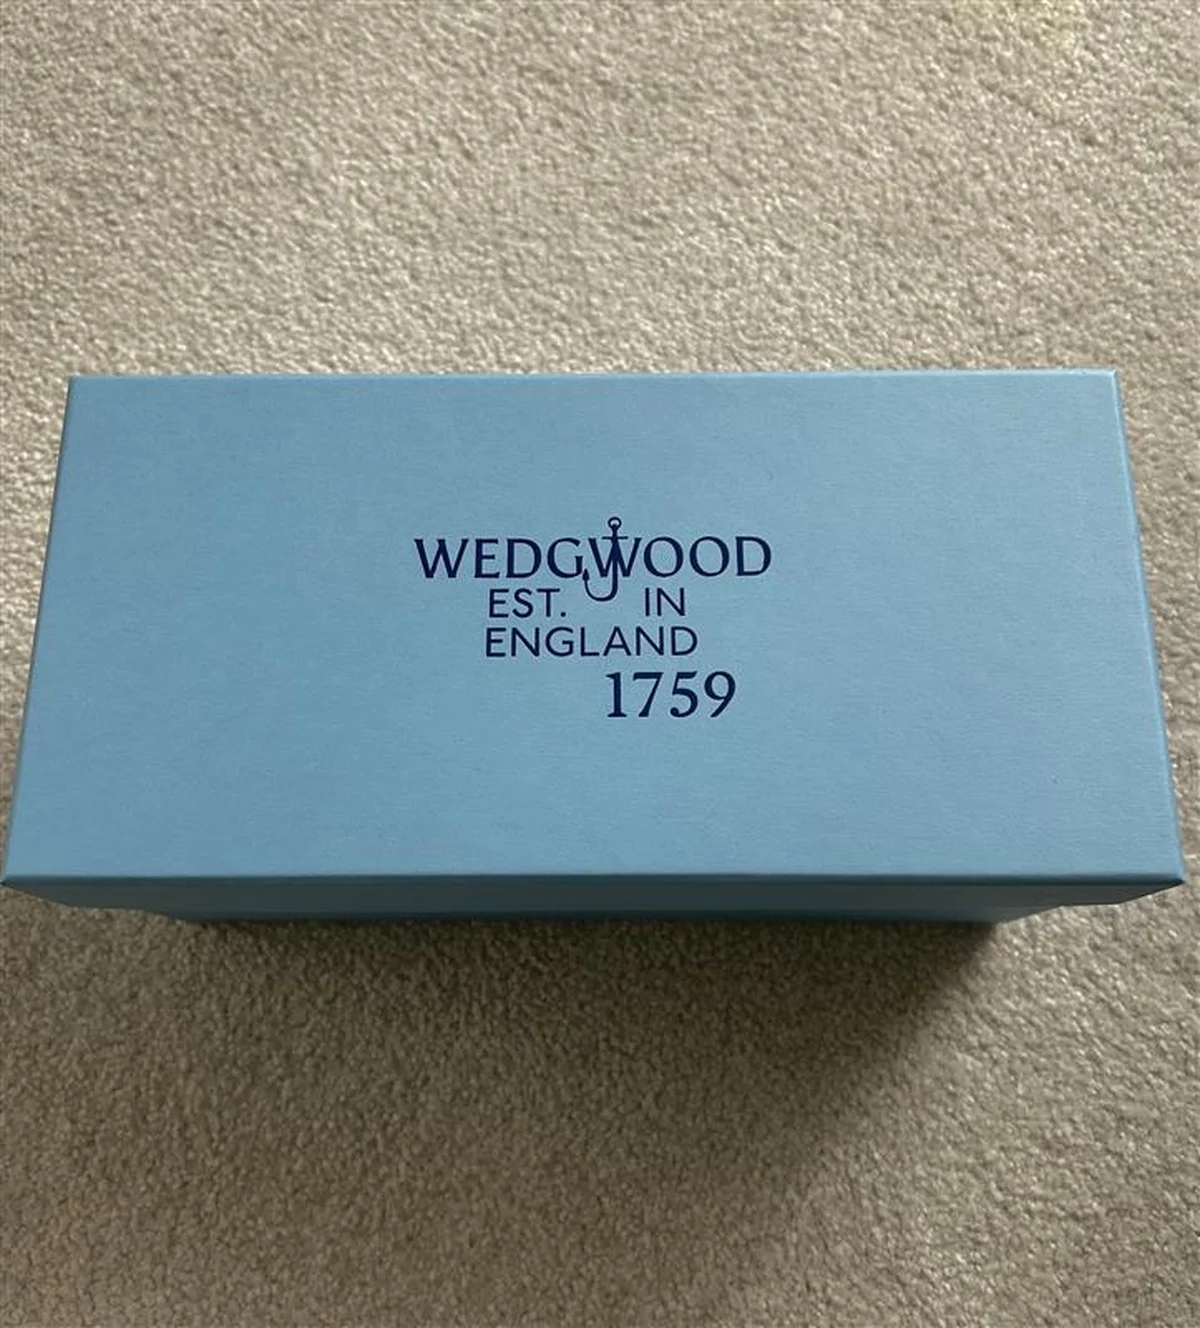 WEDGWOOD
EST. IN
ENGLAND
1759